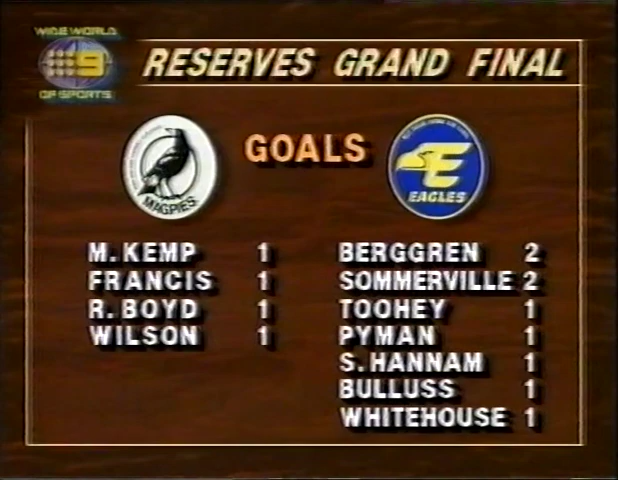 WIDE WORLD
9
OF SPORTS
RESERVES GRAND FINAL
GOALS
MAGPIES
EAGLES
M.KEMP 1
FRANCIS 1
R.BOYD 1
WILSON 1
BERGGREN 2
SOMMERVILLE 2
TOOHEY 1
PYMAN 1
S.HANNAM 1
BULLUSS 1
WHITEHOUSE 1